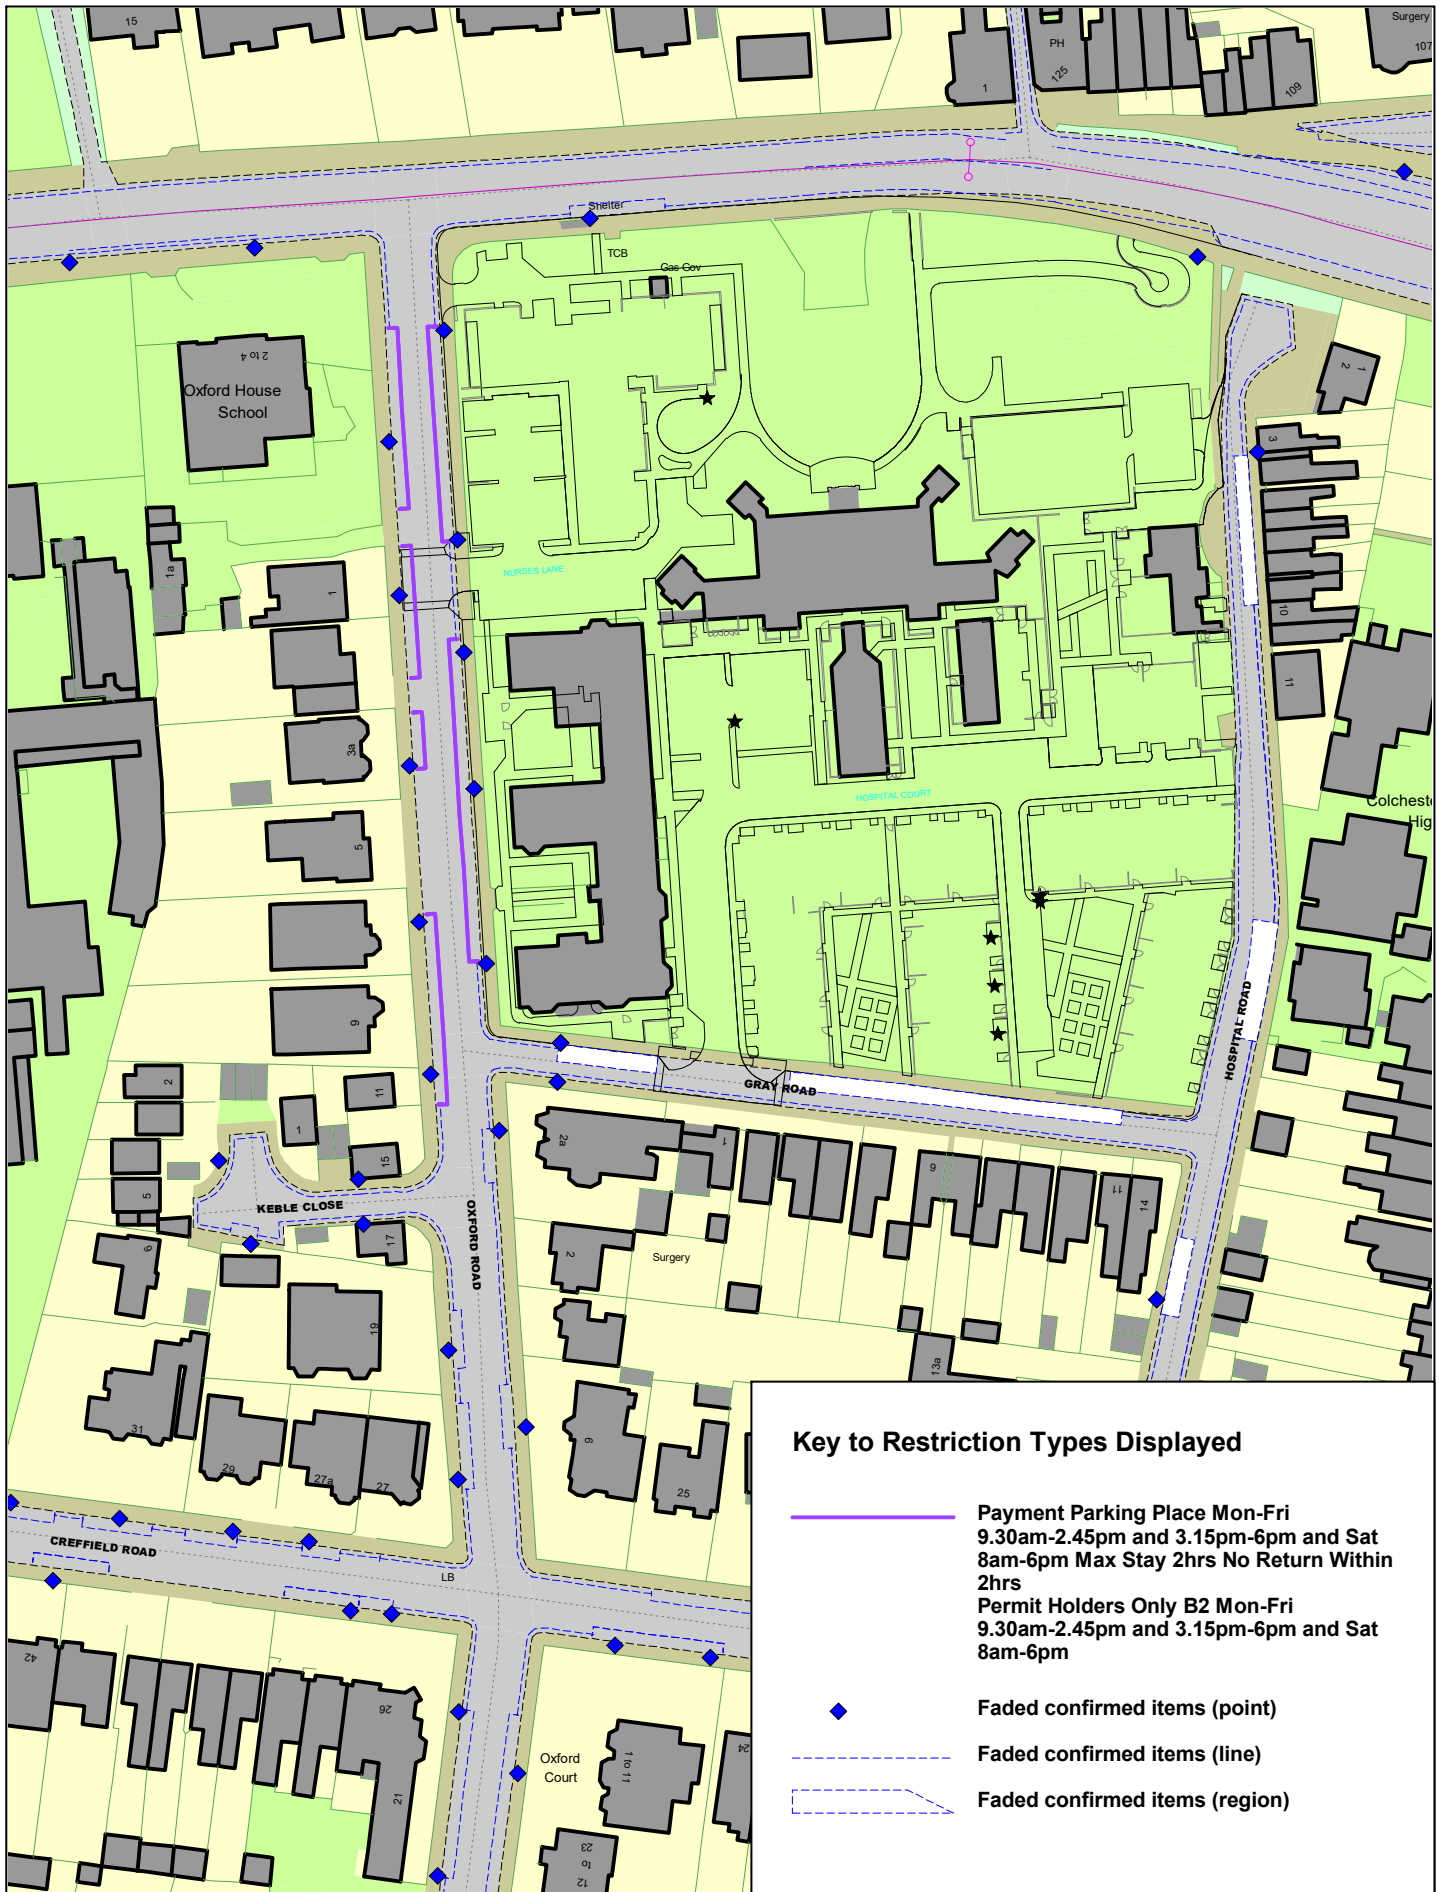 15
PH
125
1
109
Surgery
107
Shelter
TCB
Gas Gov
2 to 4
Oxford House
School
1
2
3
1a
1
NURSES LANE
10
11
3a
HOSPITAL COURT
Colchest
Hig
5
9
HOSPITAL ROAD
2
11
1
GRAY ROAD
2a
1
15
5
KEBLE CLOSE
OXFORD ROAD
6
11
14
17
9
2
Surgery
19
13a
31
29
27a
27
9
25
CREFFIELD ROAD
LB
42
26
21
Oxford
Court
1 to 11
24
23
to
12
Key to Restriction Types Displayed
Payment Parking Place Mon-Fri
9.30am-2.45pm and 3.15pm-6pm and Sat
8am-6pm Max Stay 2hrs No Return Within
2hrs
Permit Holders Only B2 Mon-Fri
9.30am-2.45pm and 3.15pm-6pm and Sat
8am-6pm
Faded confirmed items (point)
Faded confirmed items (line)
Faded confirmed items (region)